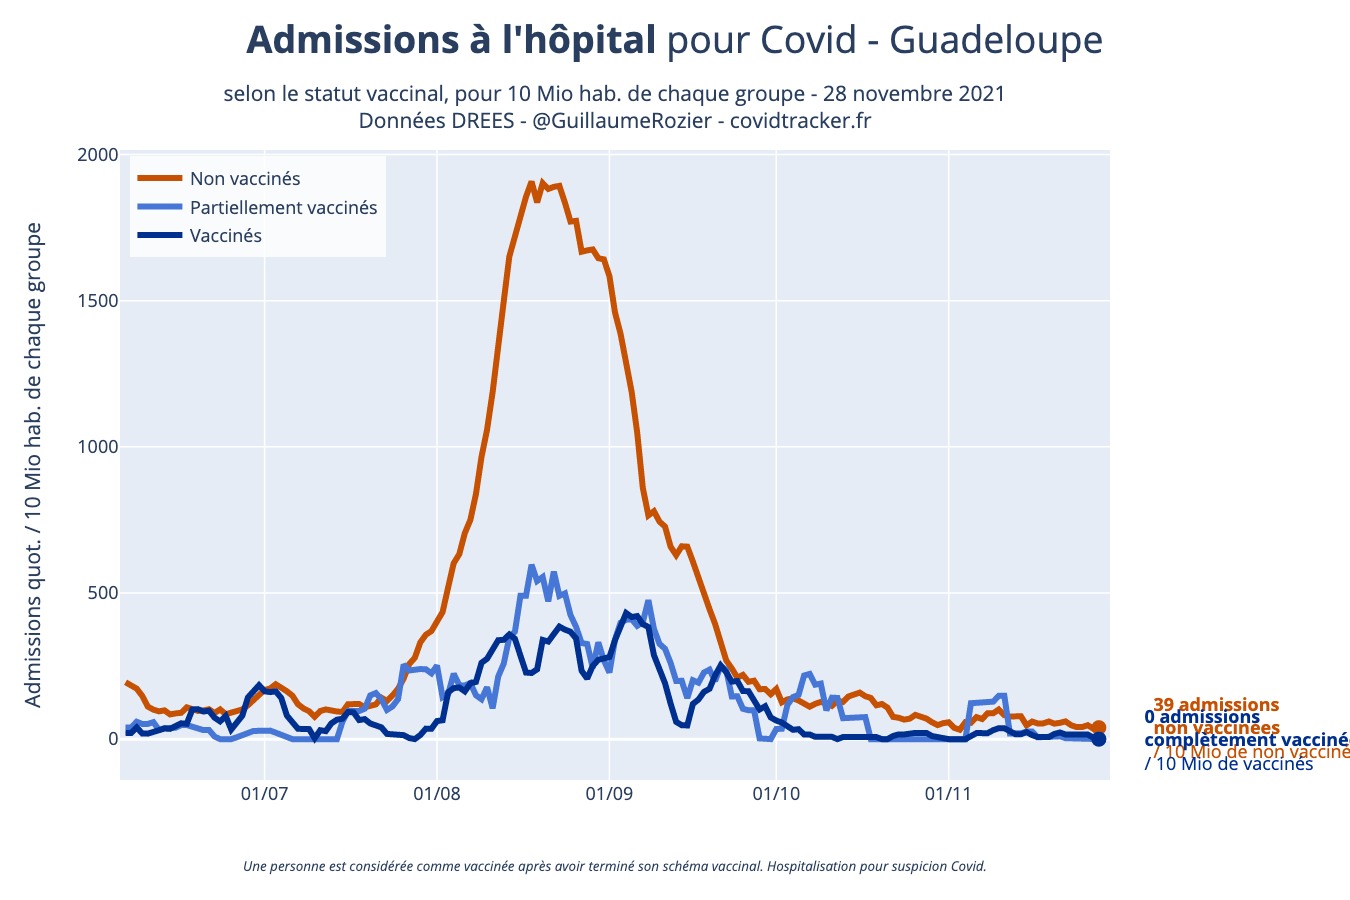 Admissions à l'hôpital pour Covid - Guadeloupe
selon le statut vaccinal, pour 10 Mio hab. de chaque groupe - 28 novembre 2021
Données DREES - @GuillaumeRozier - covidtracker.fr
Admissions quot. / 10 Mio hab. de chaque groupe
2000
1500
1000
500
0
Non vaccinés
Partiellement vaccinés
Vaccinés
01/07
01/08
01/09
01/10
01/11
39 admissions
non vaccinées
/ 10 Mio de non vacciné
0 admissions
complètement vacciné
/ 10 Mio de vaccinés
Une personne est considérée comme vaccinée après avoir terminé son schéma vaccinal. Hospitalisation pour suspicion Covid.